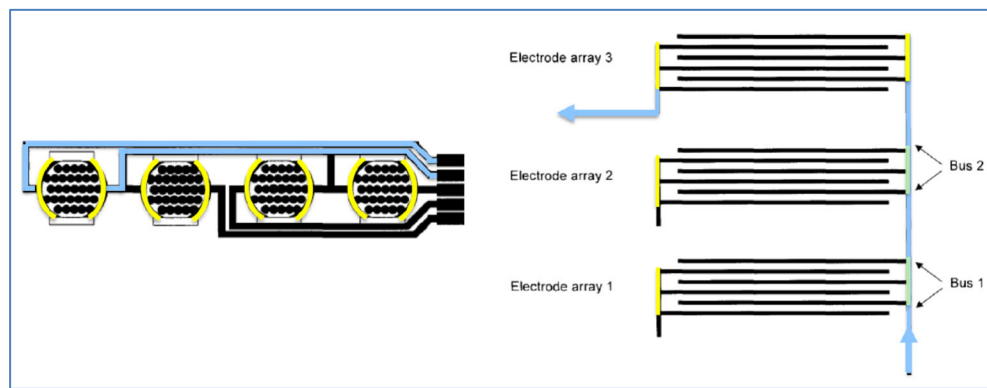 Electrode array 3
Electrode array 2
Bus 2
Electrode array 1
Bus 1